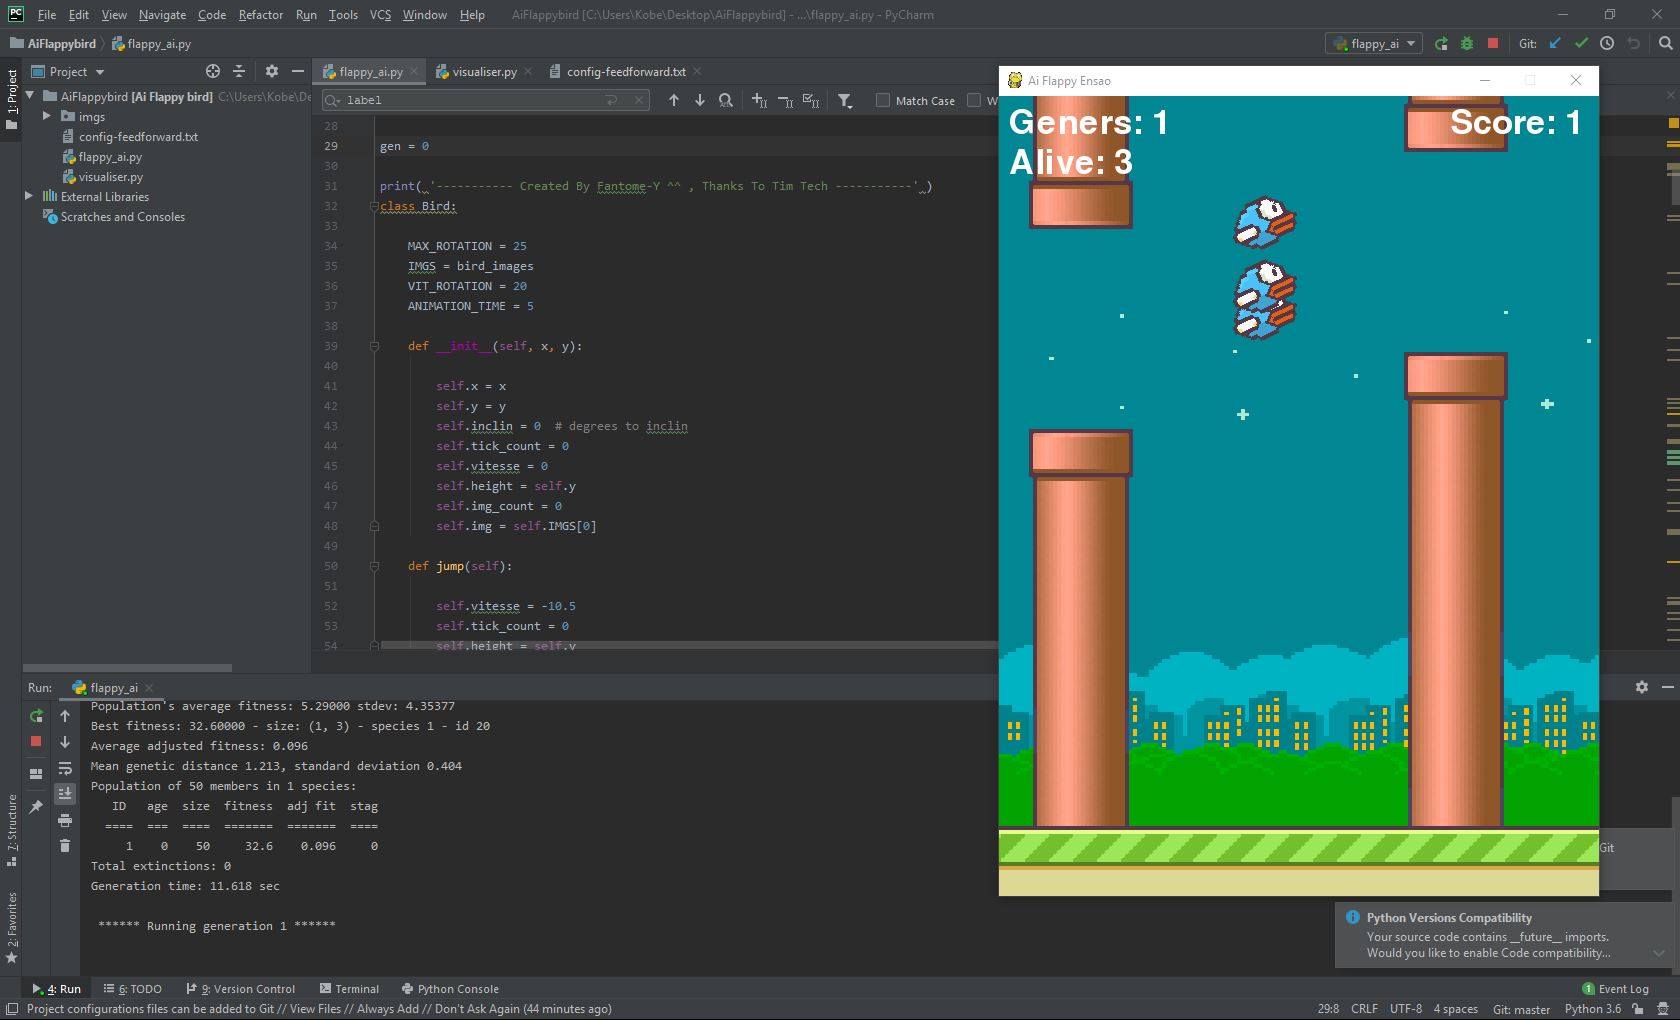 PC File Edit View Navigate Code Refactor Run Tools VCS Window Help AiFlappybird [C:\Users\Kobe\Desktop\AiFlappybird] - ...\flappy_ai.py - PyCharm
AiFlappybird flappy_ai.py flappy_ai Git:
1: Project
Project flappy_ai.py visualiser.py config-feedforward.txt
AiFlappybird [Ai Flappy bird] C:\Users\Kobe\De
imgs
config-feedforward.txt
flappy_ai.py
visualiser.py
External Libraries
Scratches and Consoles
label Match Case W
28
29 gen = 0
30
31 print( '----------- Created By Fantome-Y ^^ , Thanks To Tim Tech -----------' )
32 class Bird:
33
34 MAX_ROTATION = 25
35 IMGS = bird_images
36 VIT_ROTATION = 20
37 ANIMATION_TIME = 5
38
39 def __init__(self, x, y):
40
41 self.x = x
42 self.y = y
43 self.inclin = 0 # degrees to inclin
44 self.tick_count = 0
45 self.vitesse = 0
46 self.height = self.y
47 self.img_count = 0
48 self.img = self.IMGS[0]
49
50 def jump(self):
51
52 self.vitesse = -10.5
53 self.tick_count = 0
54 self.height = self.y
Ai Flappy Ensao
Geners: 1 Score: 1
Alive: 3
Run: flappy_ai
Population's average fitness: 5.29000 stdev: 4.35377
Best fitness: 32.60000 - size: (1, 3) - species 1 - id 20
Average adjusted fitness: 0.096
Mean genetic distance 1.213, standard deviation 0.404
Population of 50 members in 1 species:
ID age size fitness adj fit stag
==== === ==== ======= ======= ====
1 0 50 32.6 0.096 0
Total extinctions: 0
Generation time: 11.618 sec
****** Running generation 1 ******
7: Structure
2: Favorites
Git
Python Versions Compatibility
Your source code contains __future__ imports.
Would you like to enable Code compatibility...
4: Run 6: TODO 9: Version Control Terminal Python Console 1 Event Log
Project configurations files can be added to Git // View Files // Always Add // Don't Ask Again (44 minutes ago) 29:8 CRLF UTF-8 4 spaces Git: master Python 3.6